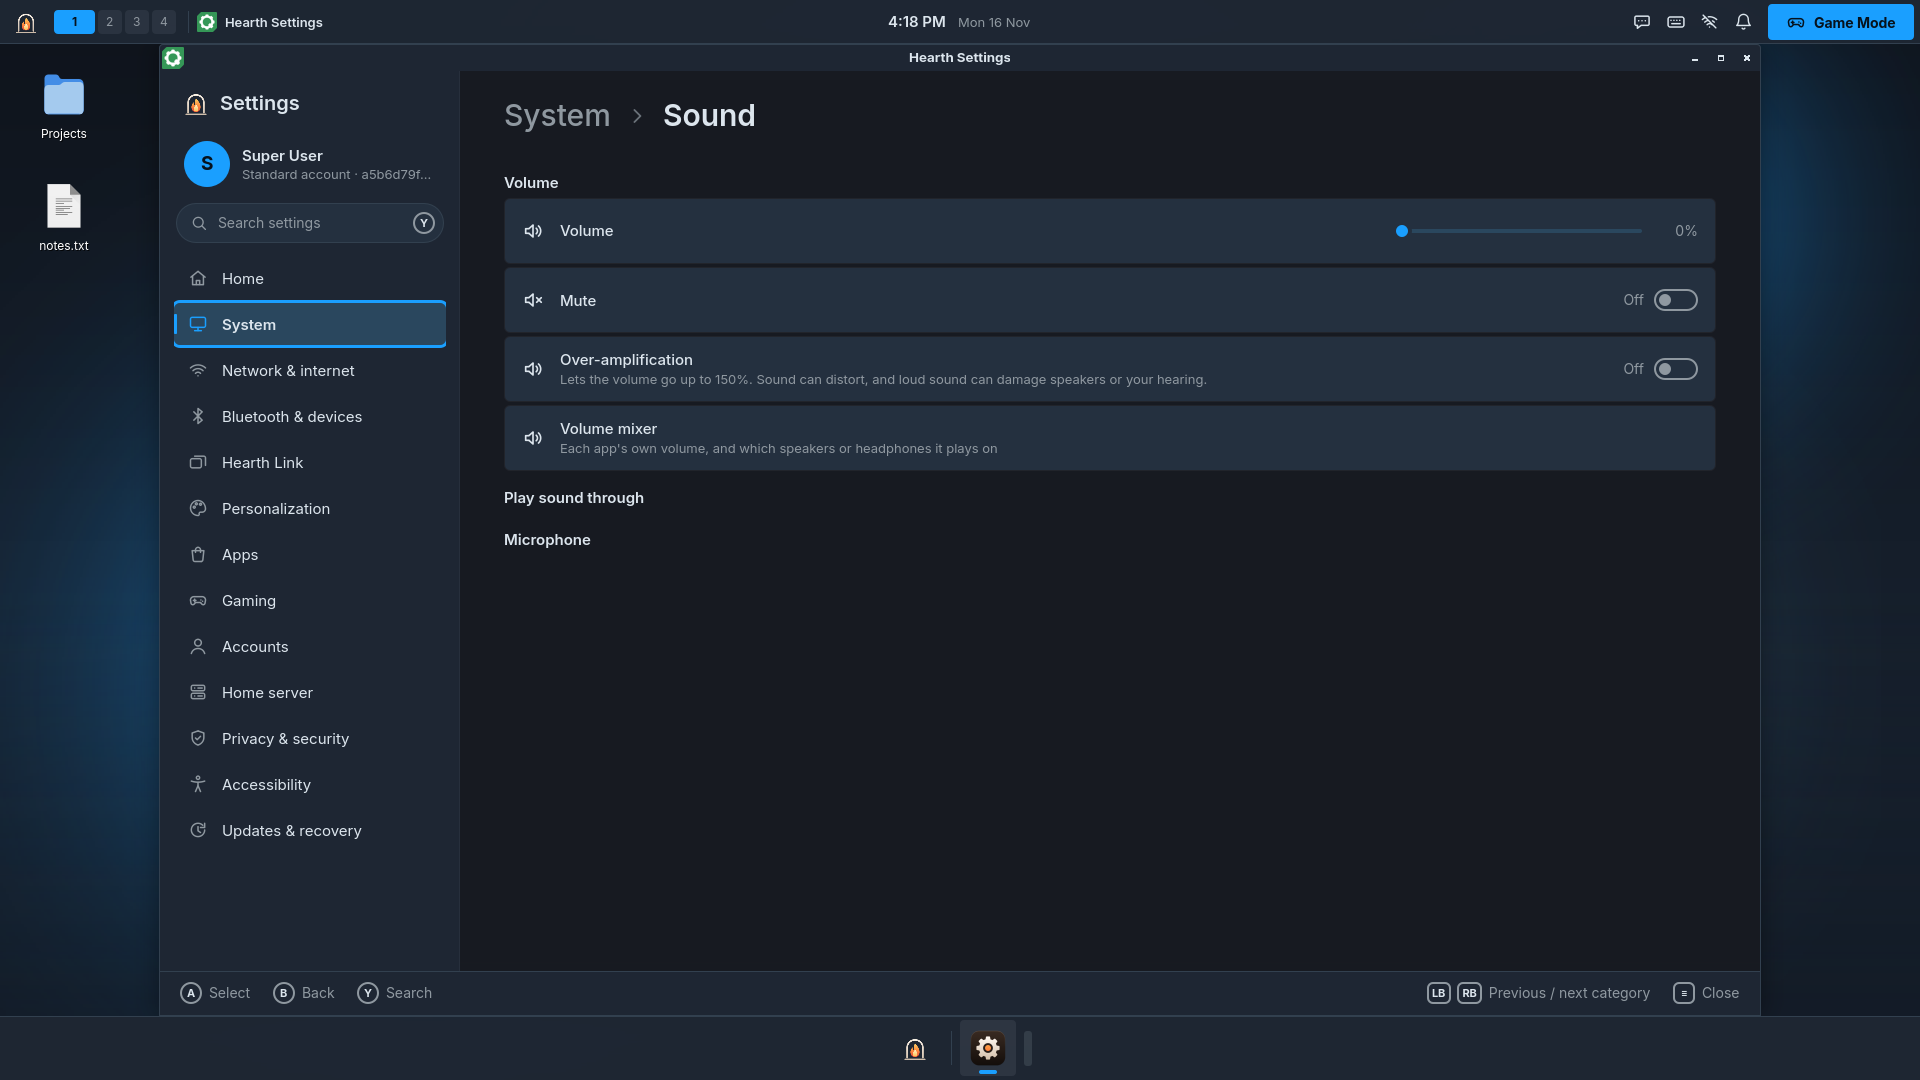 1 2 3 4 Hearth Settings 4:18 PM Mon 16 Nov Game Mode
Hearth Settings
Projects
notes.txt
Settings
S
Super User
Standard account · a5b6d79f...
Search settings Y
Home
System
Network & internet
Bluetooth & devices
Hearth Link
Personalization
Apps
Gaming
Accounts
Home server
Privacy & security
Accessibility
Updates & recovery
System > Sound
Volume
Volume 0%
Mute Off
Over-amplification Off
Lets the volume go up to 150%. Sound can distort, and loud sound can damage speakers or your hearing.
Volume mixer
Each app's own volume, and which speakers or headphones it plays on
Play sound through
Microphone
A Select B Back Y Search LB RB Previous / next category ≡ Close